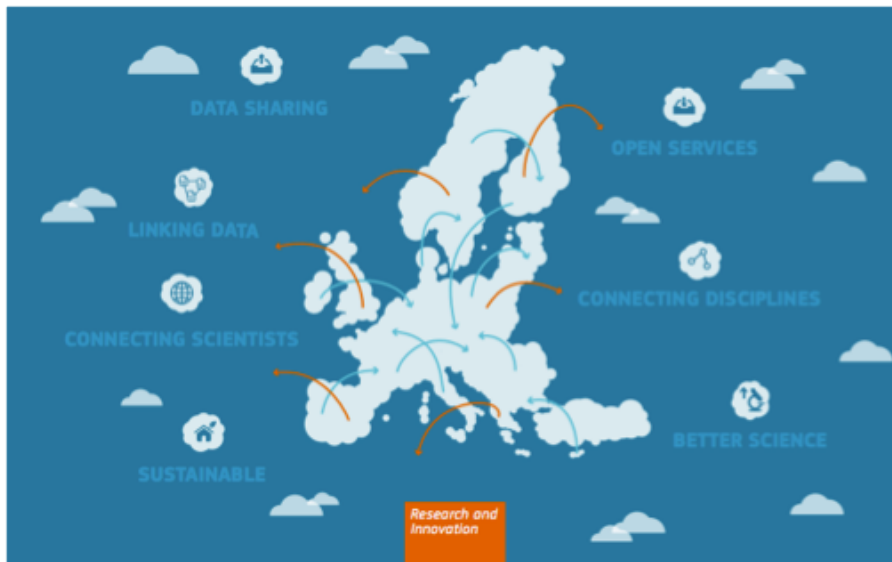 DATA SHARING
OPEN SERVICES
LINKING DATA
CONNECTING DISCIPLINES
CONNECTING SCIENTISTS
BETTER SCIENCE
SUSTAINABLE
Research and
Innovation